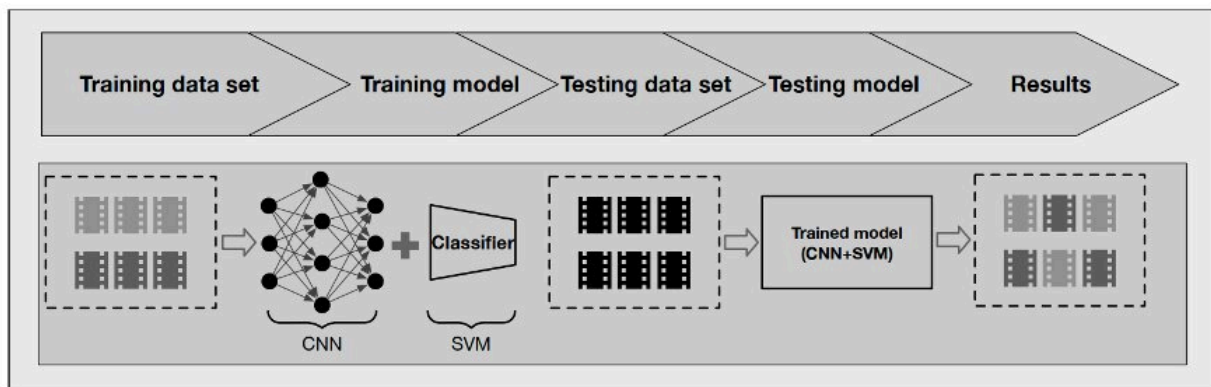 Training data set
Training model
Testing data set
Testing model
Results
Classifier
Trained model
(CNN+SVM)
CNN
SVM